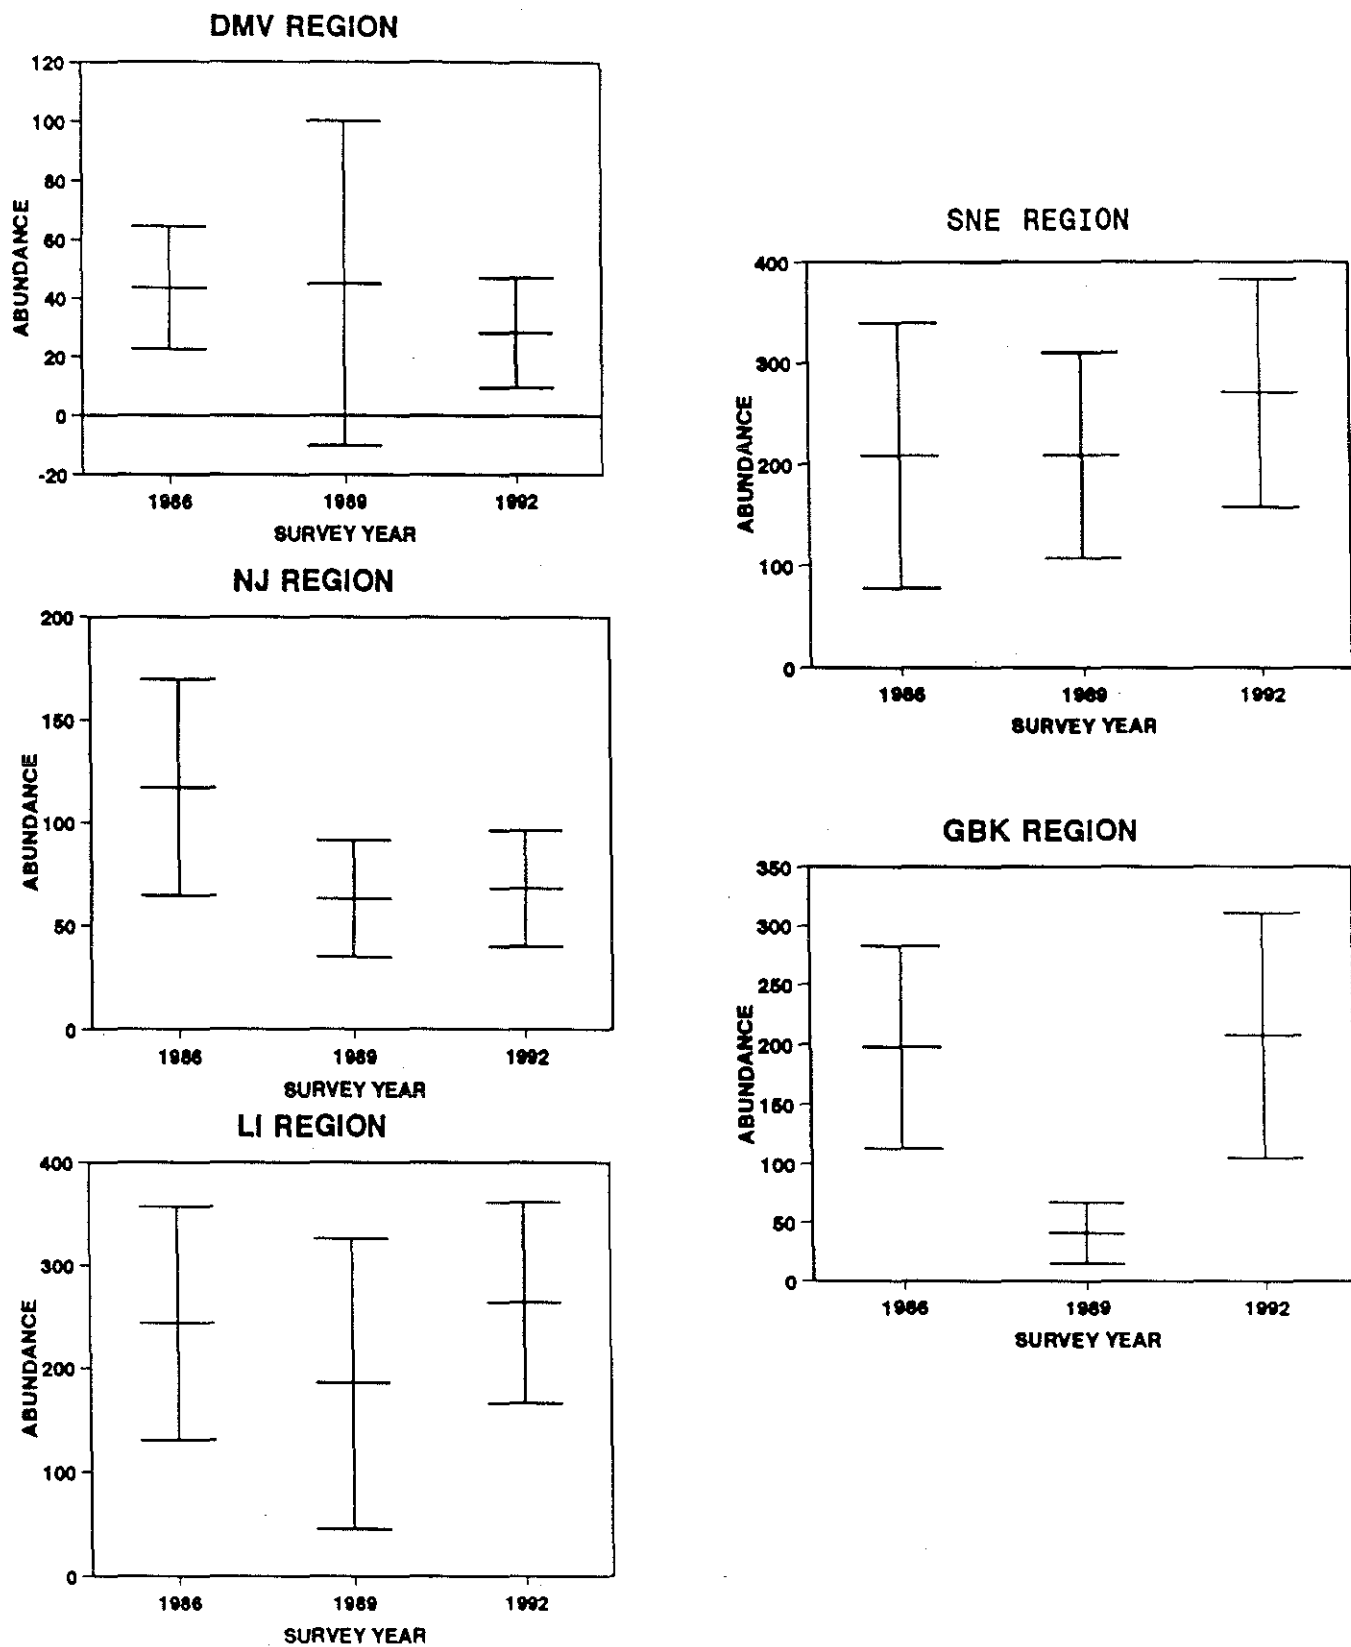 DMV REGION
120
100
80
60
40
20
0
-20
ABUNDANCE
1986 1989 1992
SURVEY YEAR
NJ REGION
200
150
100
50
0
ABUNDANCE
1986 1989 1992
SURVEY YEAR
LI REGION
400
300
200
100
0
ABUNDANCE
1986 1989 1992
SURVEY YEAR
SNE REGION
400
300
200
100
0
ABUNDANCE
1986 1989 1992
SURVEY YEAR
GBK REGION
350
300
250
200
150
100
50
0
ABUNDANCE
1986 1989 1992
SURVEY YEAR